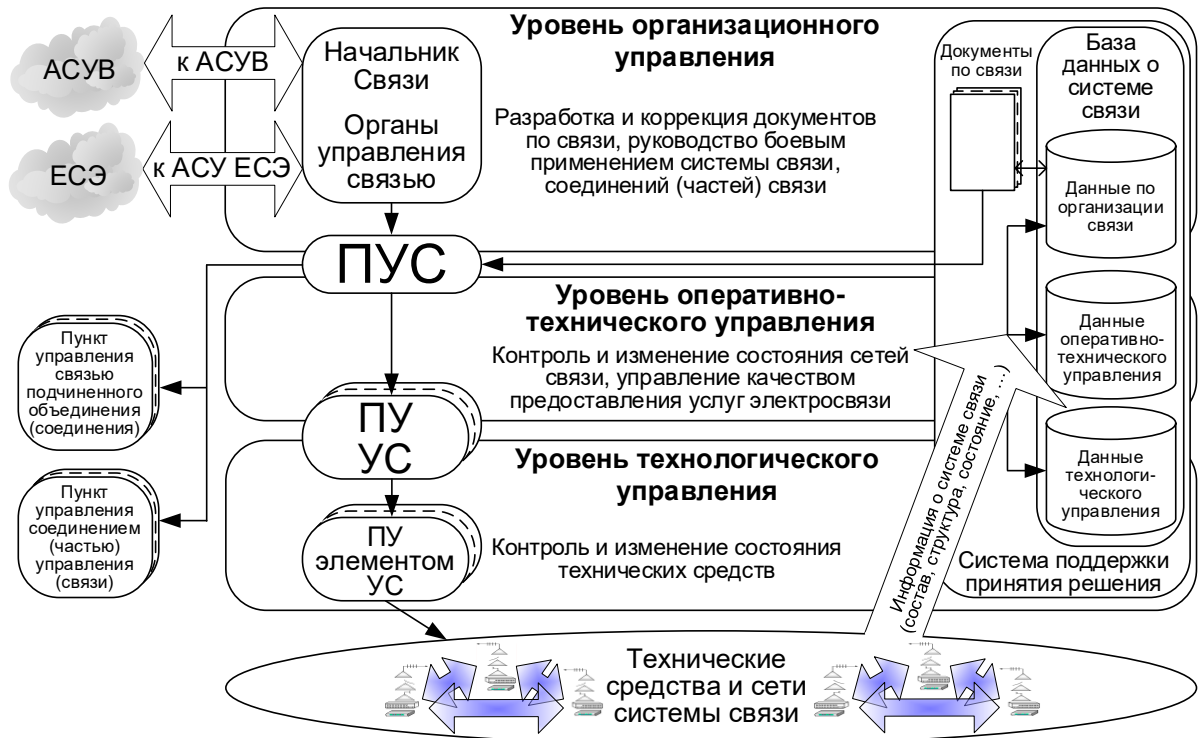 АСУВ
к АСУВ
ЕСЭ
к АСУ ЕСЭ
Начальник
Связи
Органы
управления
связью
Уровень организационного
управления
Разработка и коррекция документов
по связи, руководство боевым
применением системы связи,
соединений (частей) связи
Документы
по связи
База
данных о
системе
связи
Данные по
организации
связи
ПУС
Уровень оперативно-
технического управления
Контроль и изменение состояния сетей
связи, управление качеством
предоставления услуг электросвязи
Данные
оперативно-
технического
управления
Пункт
управления
связью
подчиненного
объединения
(соединения)
ПУ
УС
Уровень технологического
управления
Данные
технологи-
ческого
управления
Пункт
управления
соединением
(частью)
управления
(связи)
ПУ
элементом
УС
Контроль и изменение состояния
технических средств
Информация о системе связи
(состав, структура, состояние, …)
Система поддержки
принятия решения
Технические
средства и сети
системы связи